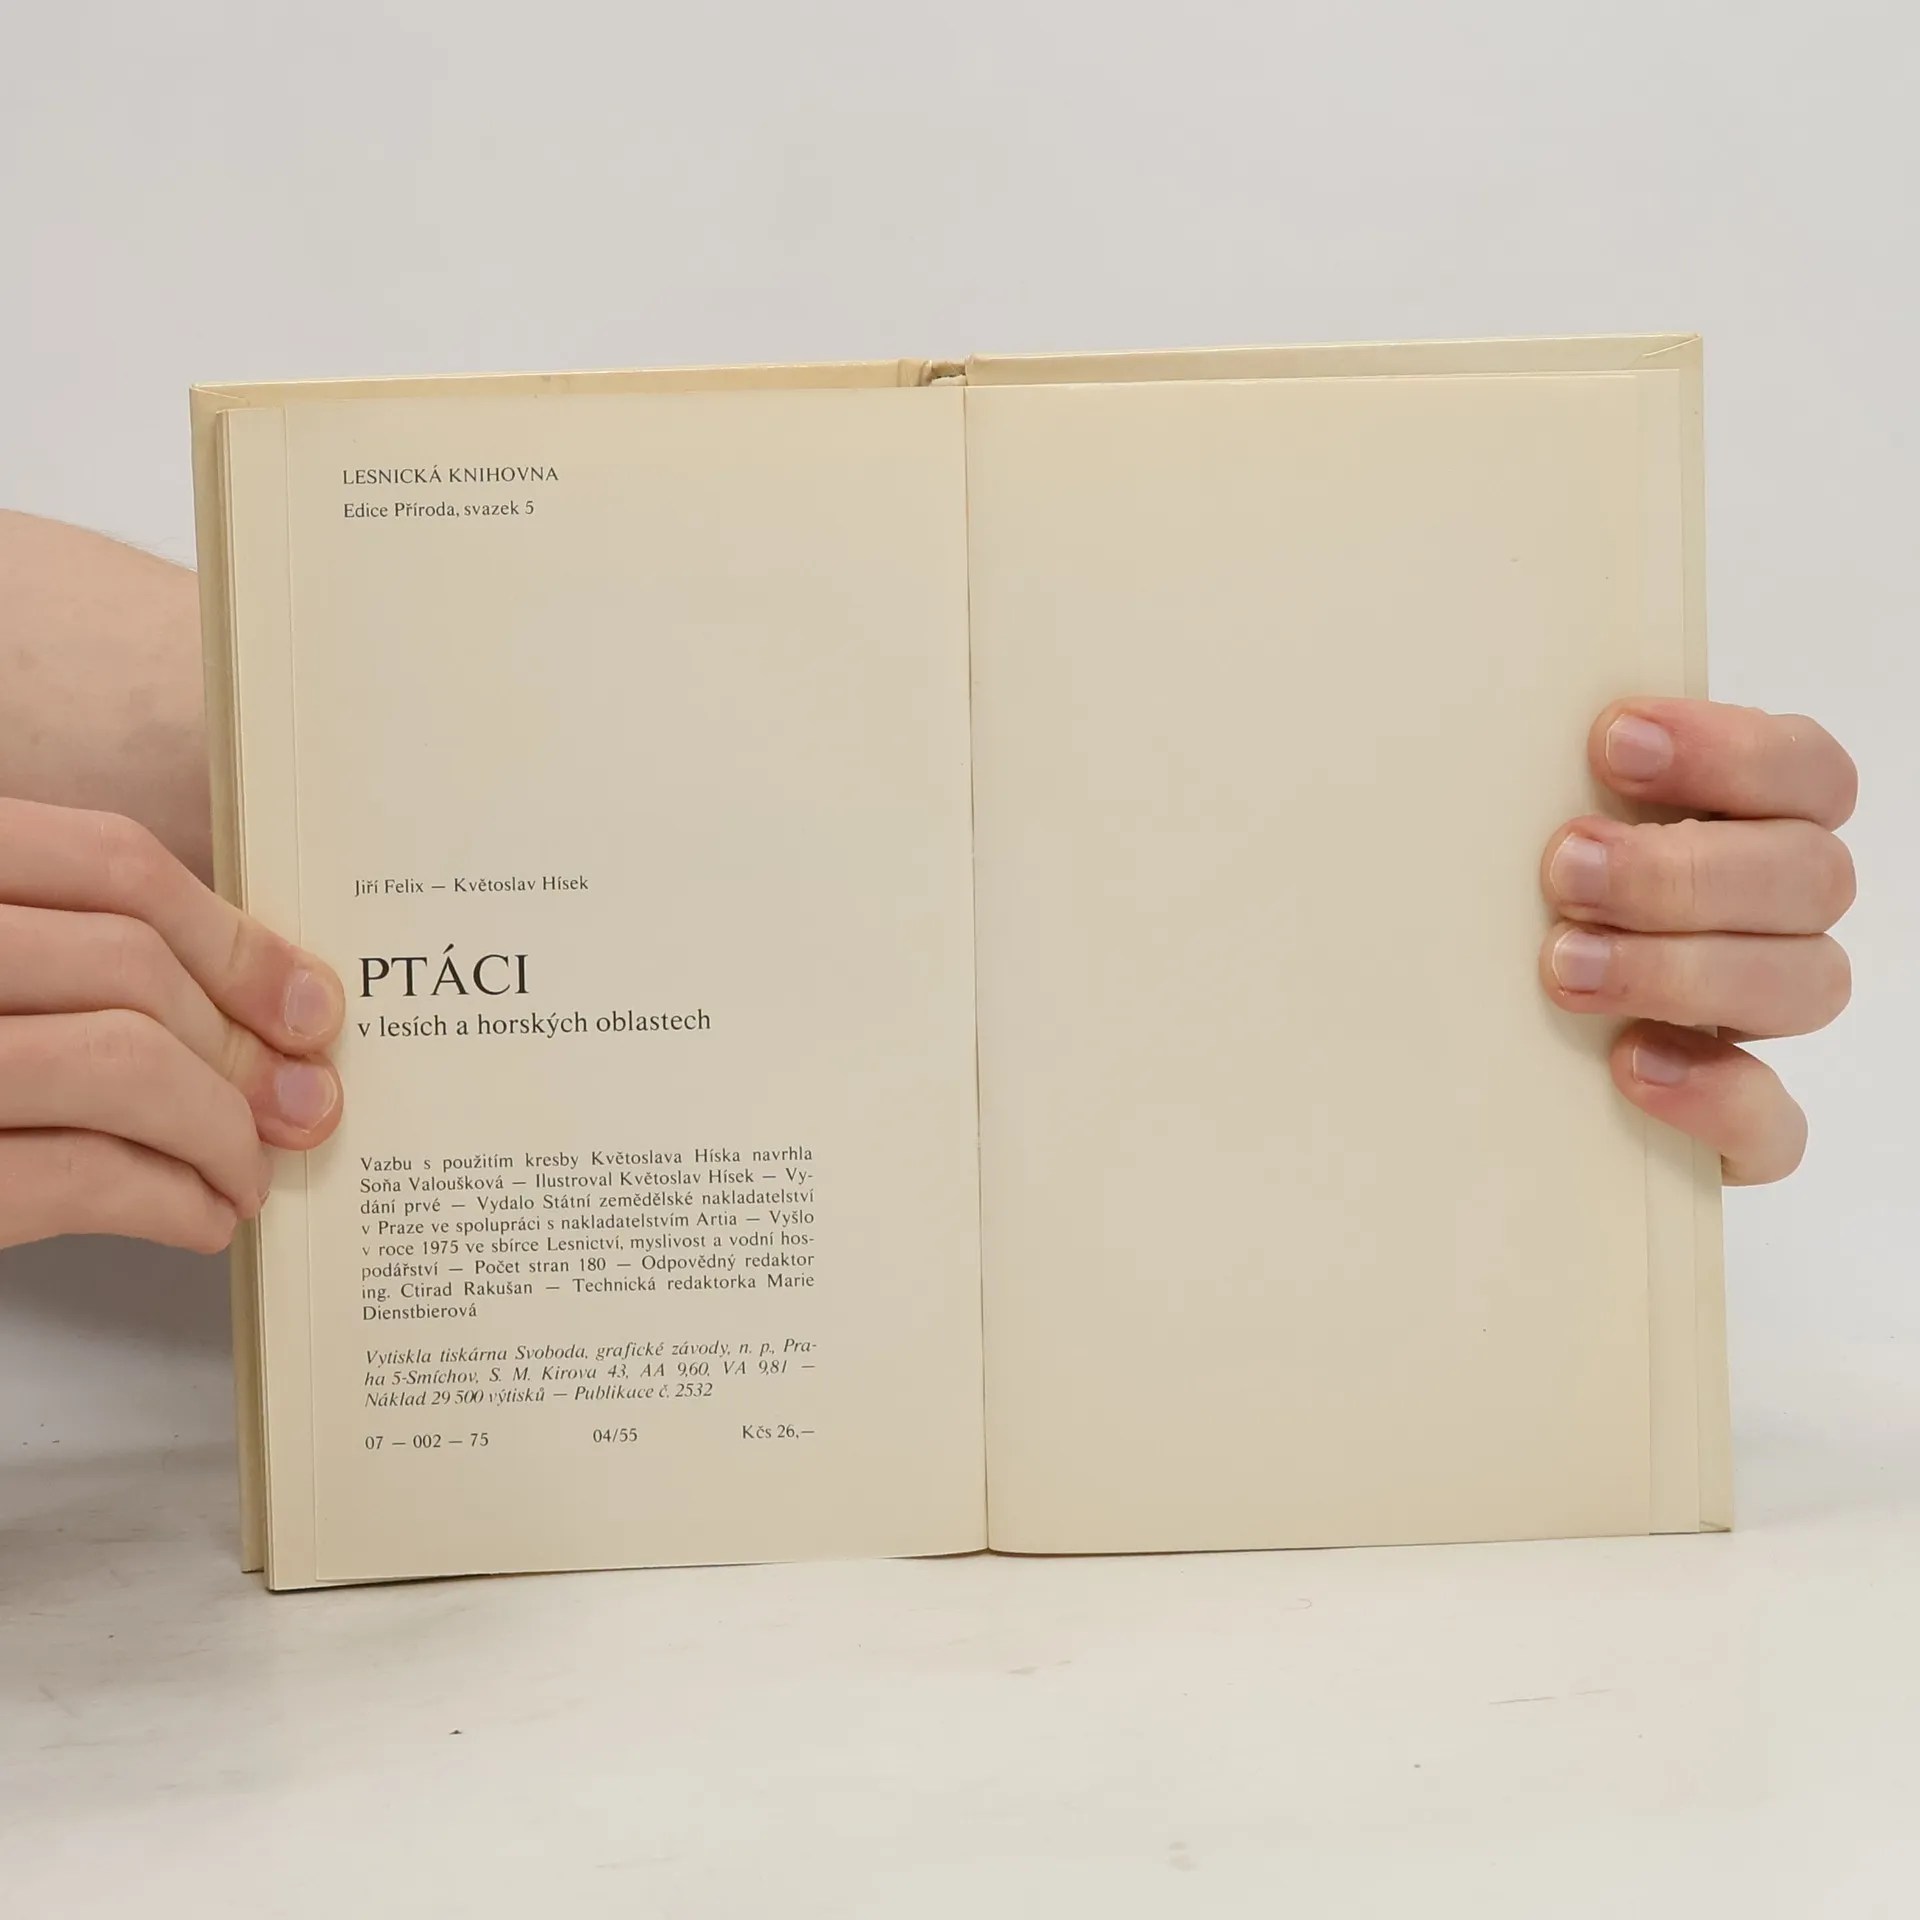 LESNICKÁ KNIHOVNA
Edice Příroda, svazek 5
Jiří Felix — Květoslav Hísek
PTÁCI
v lesích a horských oblastech
Vazbu s použitím kresby Květoslava Híska navrhla
Soňa Valoušková — Ilustroval Květoslav Hísek — Vy-
dání prvé — Vydalo Státní zemědělské nakladatelství
v Praze ve spolupráci s nakladatelstvím Artia — Vyšlo
v roce 1975 ve sbírce Lesnictví, myslivost a vodní hos-
podářství — Počet stran 180 — Odpovědný redaktor
ing. Ctirad Rakušan — Technická redaktorka Marie
Dienstbierová
Vytiskla tiskárna Svoboda, grafické závody, n. p., Pra-
ha 5-Smíchov, S. M. Kirova 43, AA 9,60, VA 9,81 —
Náklad 29 500 výtisků — Publikace č. 2532
07 — 002 — 75 04/55 Kčs 26,—